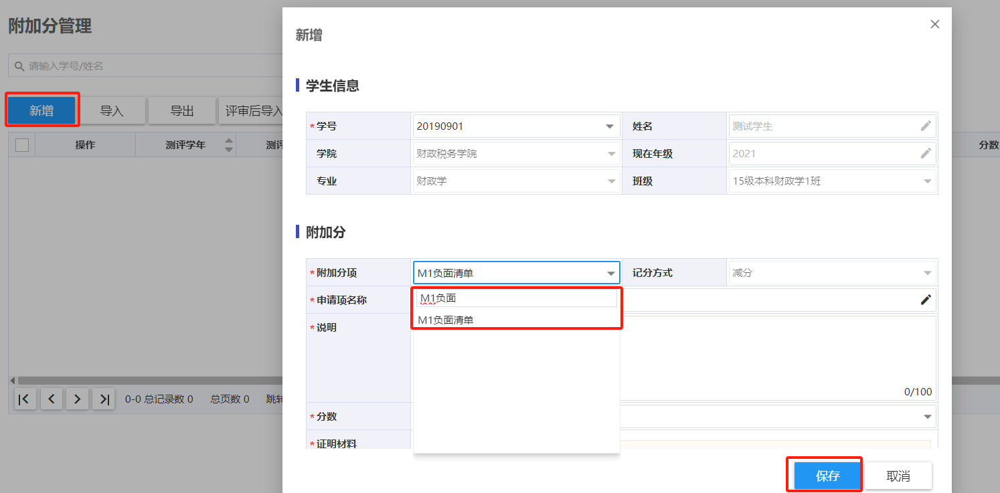 附加分管理
请输入学号/姓名
新增
导入
导出
评审后导入
操作
测评学年
测评
分数
0-0 总记录数 0
总页数 0
跳转
新增
学生信息
*学号
20190901
姓名
测试学生
学院
财政税务学院
现在年级
2021
专业
财政学
班级
15级本科财政学1班
附加分
*附加分项
M1负面清单
记分方式
减分
*申请项名称
M1负面
M1负面清单
*说明
0/100
*分数
*证明材料
保存
取消